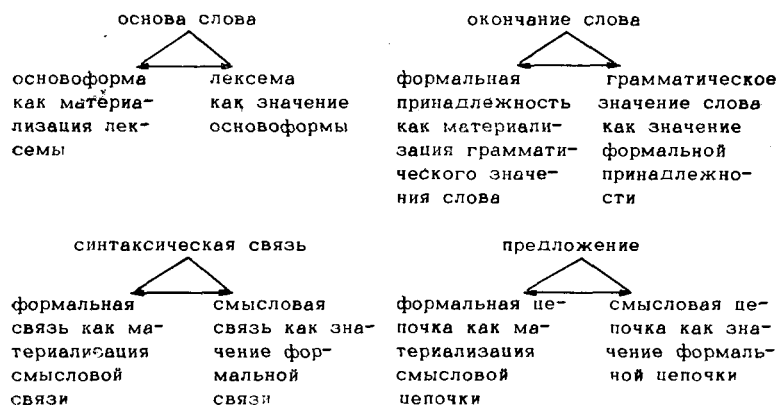 основа слова
основоформа
как материа-
лизация лек-
семы
лексема
как значение
основоформы
окончание слова
формальная
принадлежность
как материали-
зация граммати-
ческого значе-
ния слова
грамматическое
значение слова
как значение
формальной
принадлежно-
сти
синтаксическая связь
формальная
связь как ма-
териализация
смысловой
связи
смысловая
связь как зна-
чение фор-
мальной
связи
предложение
формальная це-
почка как ма-
териализация
смысловой
цепочки
смысловая це-
почка как зна-
чение формаль-
ной цепочки